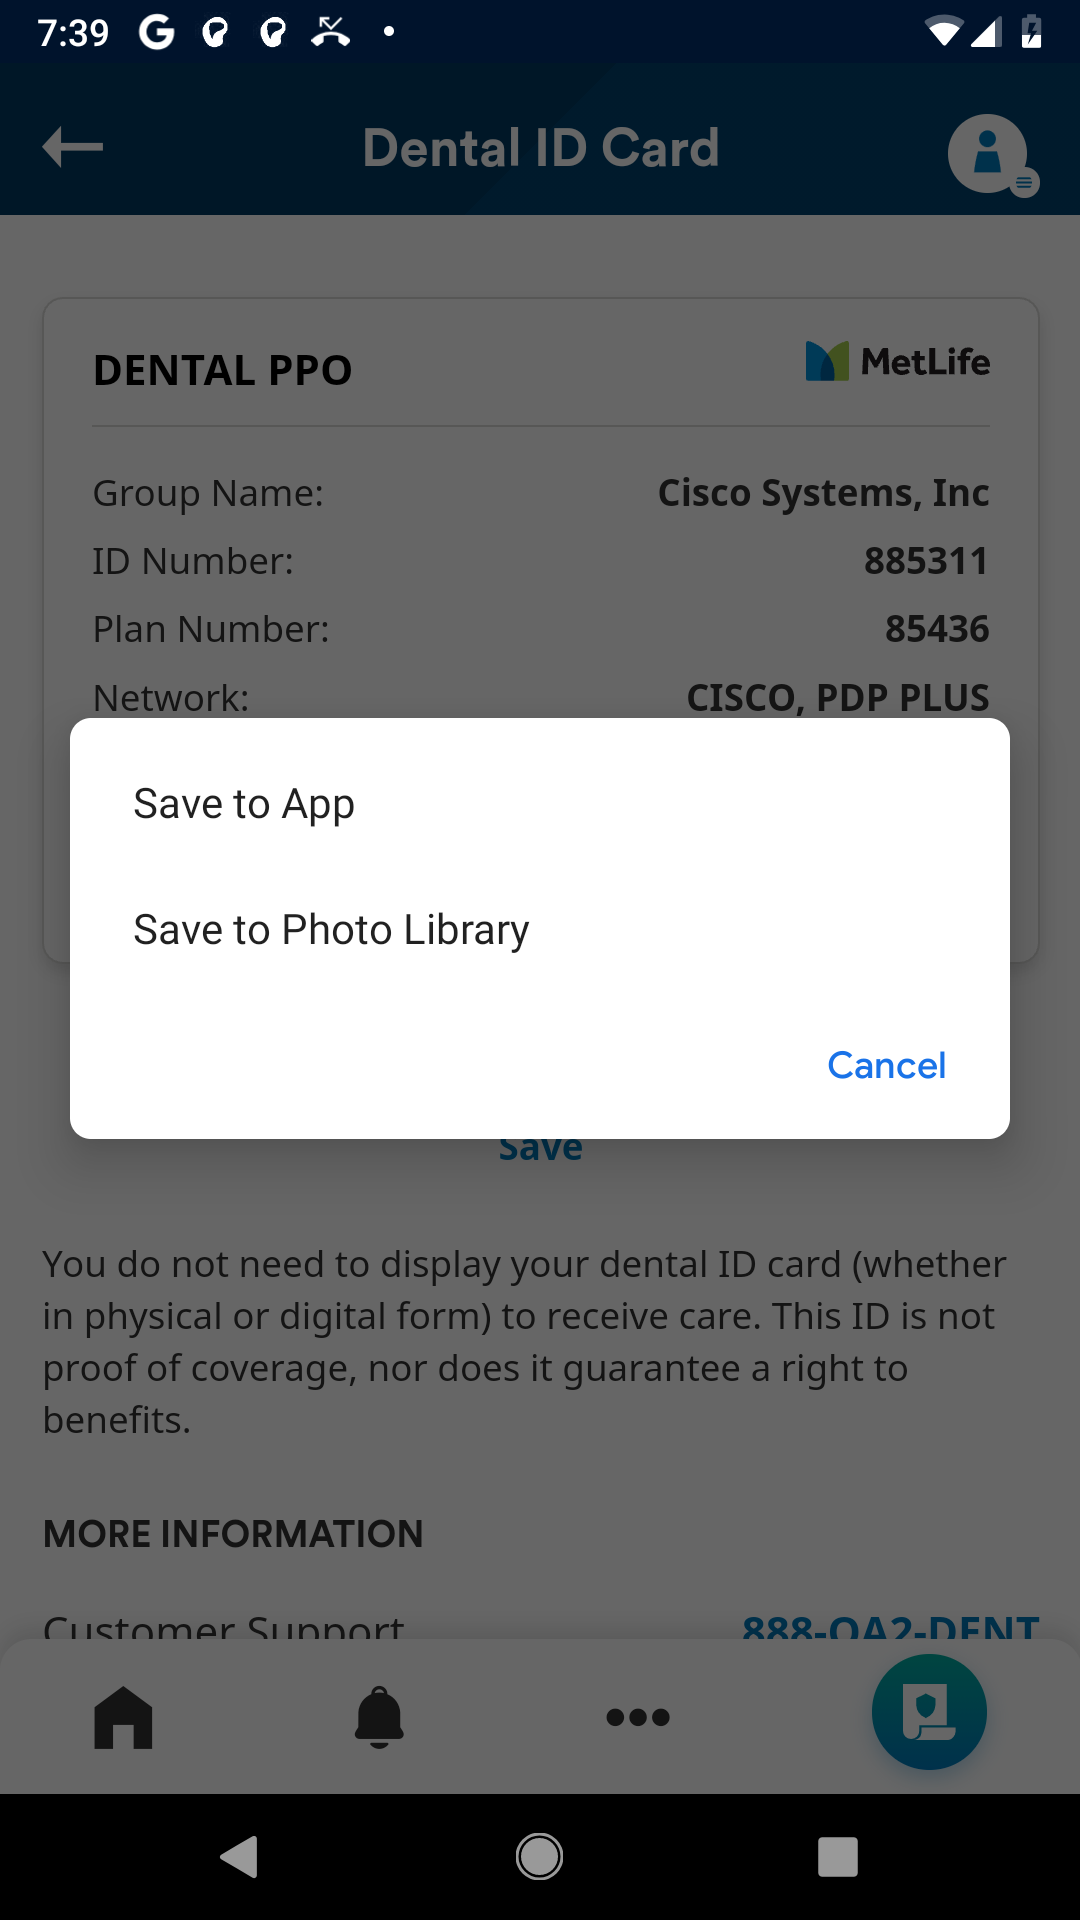 7:39
Dental ID Card
DENTAL PPO
MetLife
Group Name:
Cisco Systems, Inc
ID Number:
885311
Plan Number:
85436
Network:
CISCO, PDP PLUS
Save to App
Save to Photo Library
Cancel
Save
You do not need to display your dental ID card (whether
in physical or digital form) to receive care. This ID is not
proof of coverage, nor does it guarantee a right to
benefits.
MORE INFORMATION
Customer Support
888-QA2-DENT